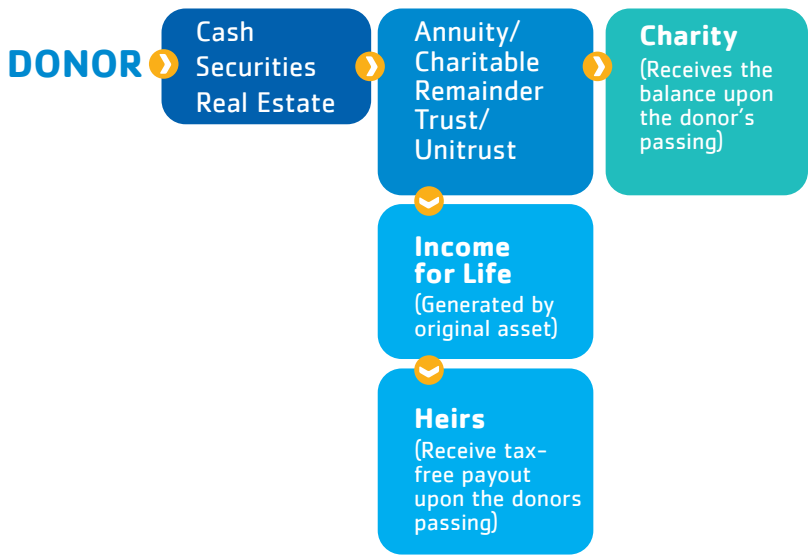 DONOR
Cash
Securities
Real Estate
Annuity/
Charitable
Remainder
Trust/
Unitrust
Charity
(Receives the
balance upon
the donor's
passing)
Income
for Life
(Generated by
original asset)
Heirs
(Receive tax-
free payout
upon the donors
passing)